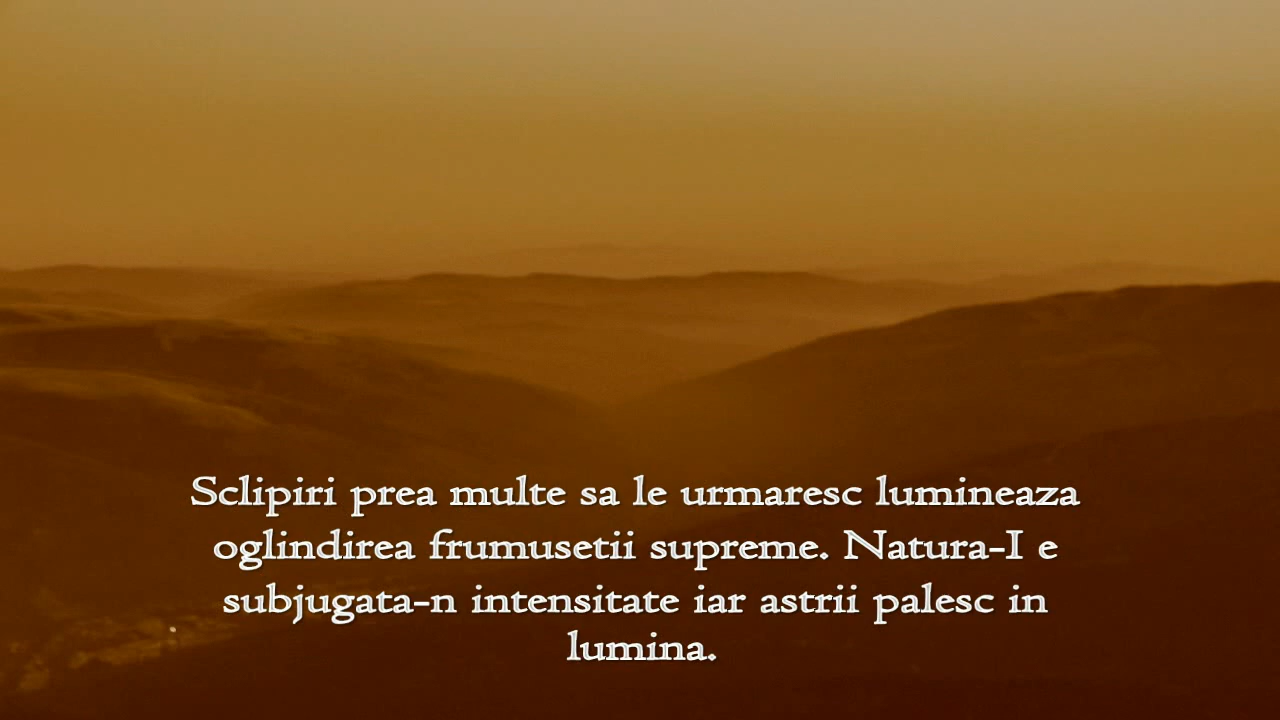 Sclipiri prea multe sa le urmaresc lumineaza
oglindirea frumusetii supreme. Natura-I e
subjugata-n intensitate iar astrii palesc in
lumina.